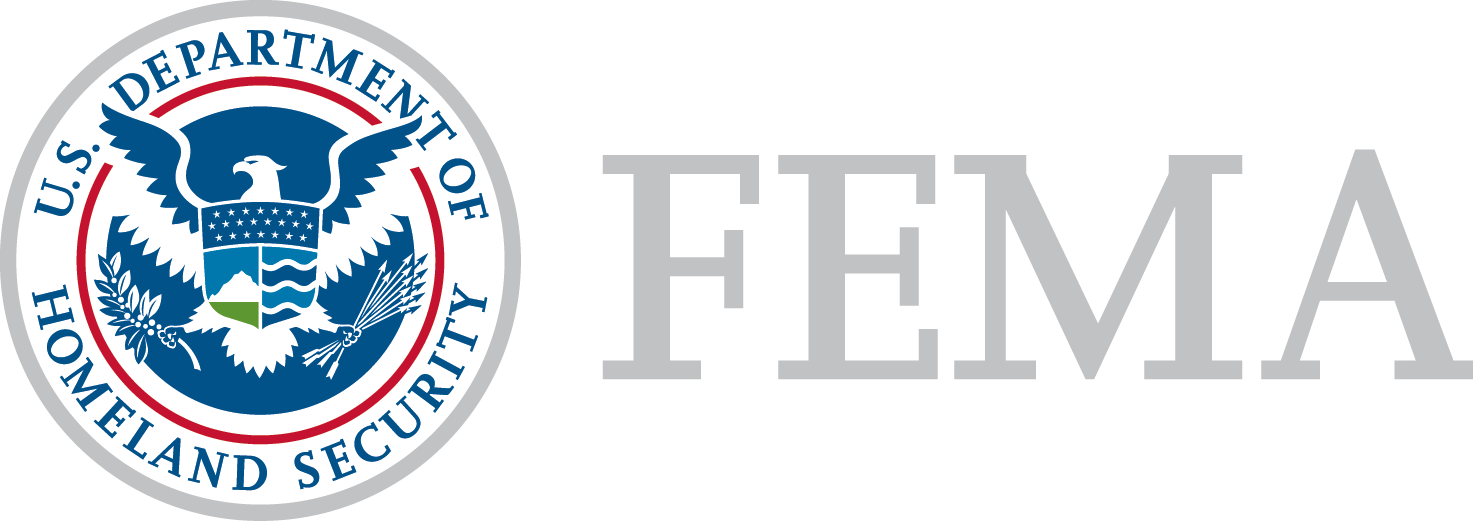 U.S. DEPARTMENT OF
HOMELAND SECURITY
FEMA